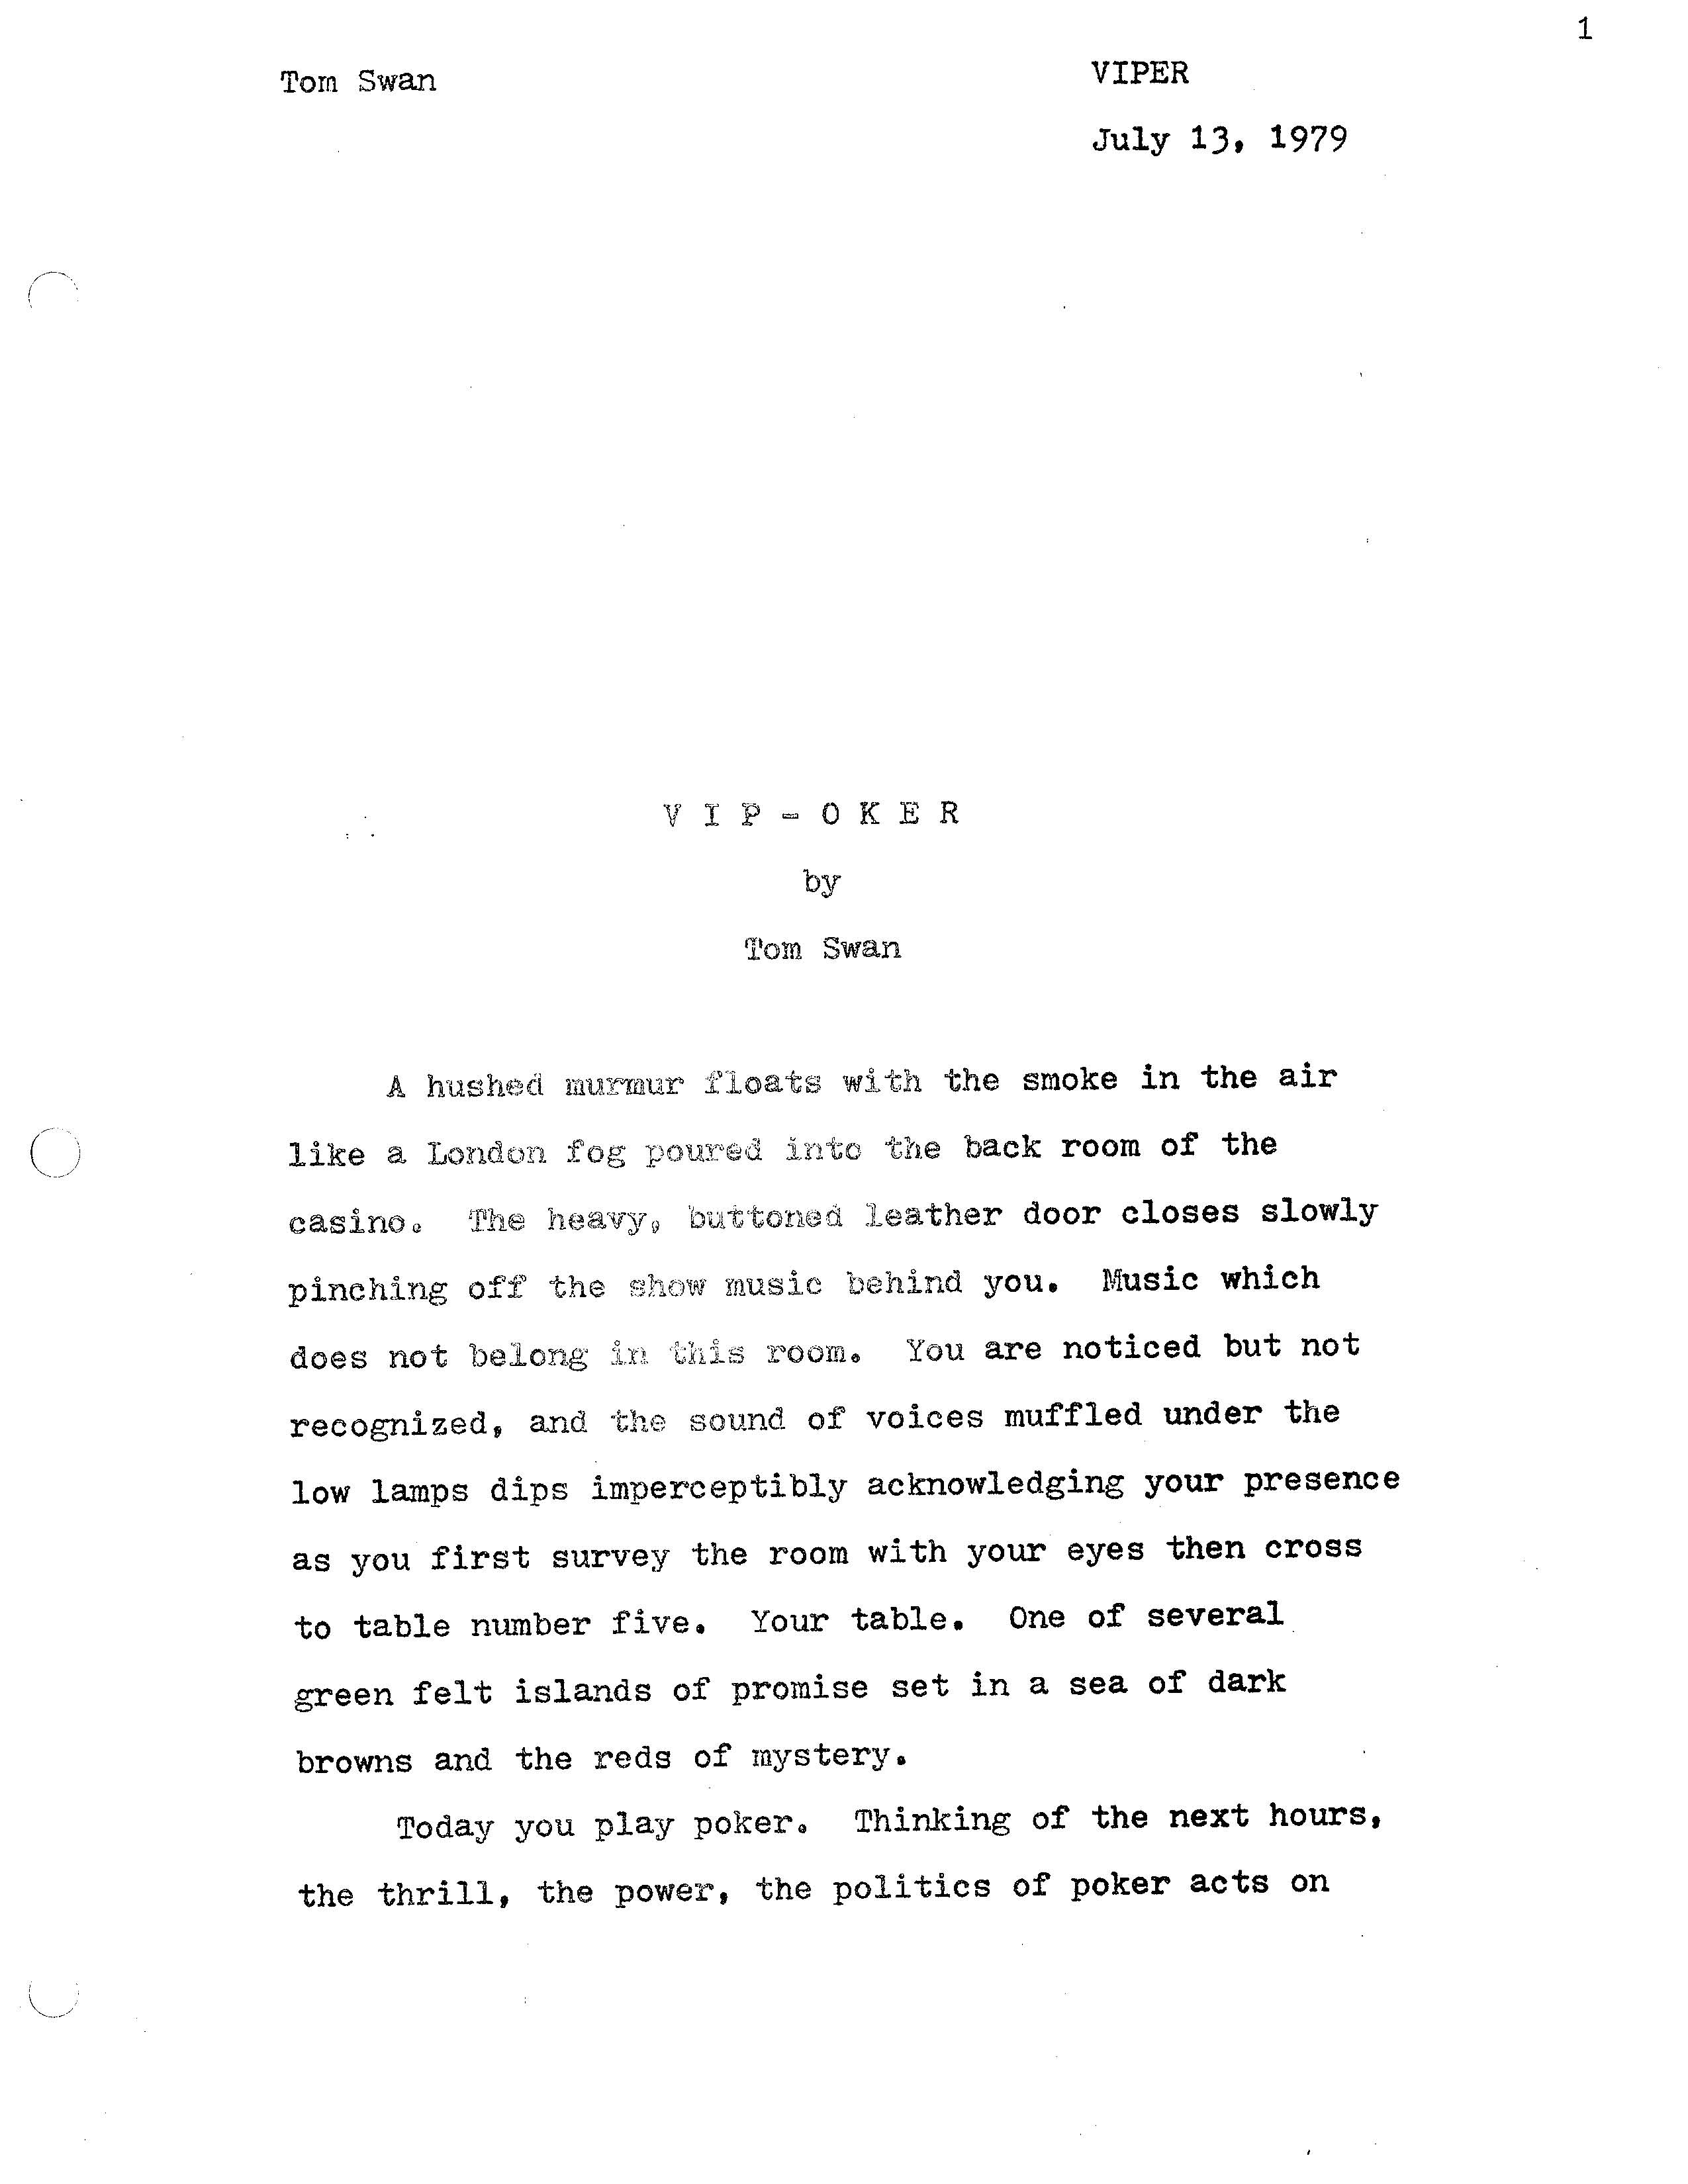 1
Tom Swan VIPER
July 13, 1979
V I P - O K E R
by
Tom Swan
A hushed murmur floats with the smoke in the air
like a London fog poured into the back room of the
casino. The heavy, buttoned leather door closes slowly
pinching off the show music behind you. Music which
does not belong in this room. You are noticed but not
recognized, and the sound of voices muffled under the
low lamps dips imperceptibly acknowledging your presence
as you first survey the room with your eyes then cross
to table number five. Your table. One of several
green felt islands of promise set in a sea of dark
browns and the reds of mystery.
Today you play poker. Thinking of the next hours,
the thrill, the power, the politics of poker acts on